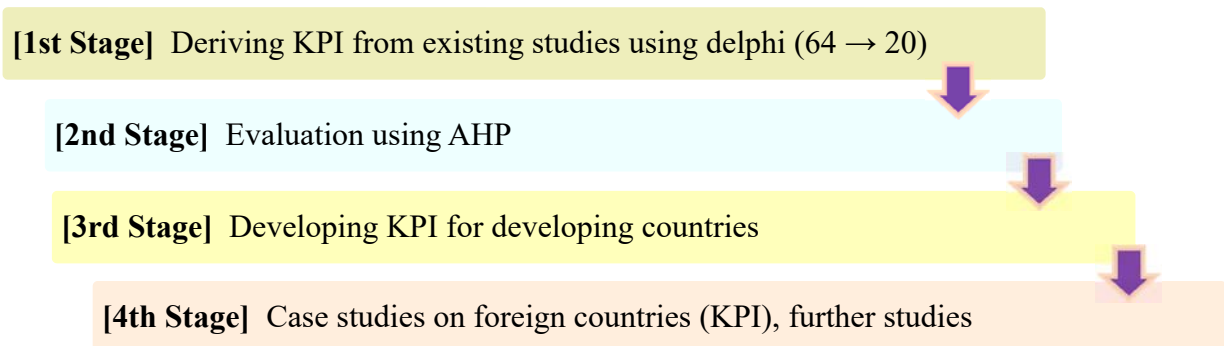 [1st Stage] Deriving KPI from existing studies using delphi (64 → 20)
[2nd Stage] Evaluation using AHP
[3rd Stage] Developing KPI for developing countries
[4th Stage] Case studies on foreign countries (KPI), further studies